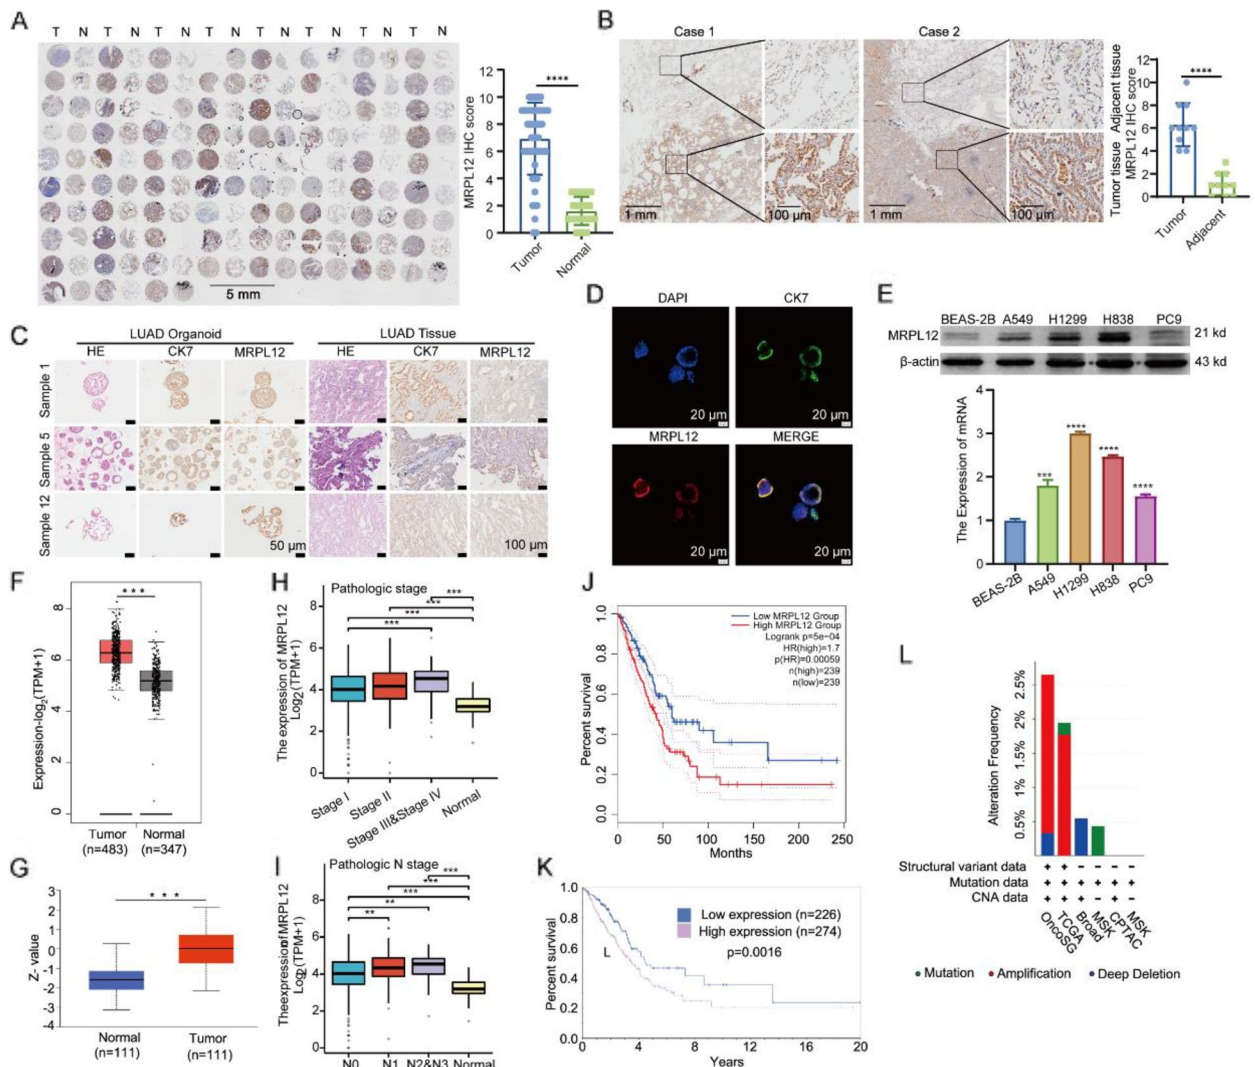 A
T N T N T N T N T N T N T N T N
MRPL12 IHC score
12
10
8
6
4
2
0
****
Tumor
Normal
5 mm
B
Case 1
Case 2
1 mm
100 µm
1 mm
100 µm
Tumor tissue Adjacent tissue
MRPL12 IHC score
12
10
8
6
4
2
0
****
Tumor
Adjacent
C
LUAD Organoid
LUAD Tissue
HE CK7 MRPL12 HE CK7 MRPL12
Sample 1
Sample 5
Sample 12
50 µm
100 µm
D
DAPI
CK7
20 µm
20 µm
MRPL12
MERGE
20 µm
20 µm
E
BEAS-2B A549 H1299 H838 PC9
MRPL12
21 kd
β-actin
43 kd
The Expression of mRNA
4
3
2
1
0
***
****
****
****
BEAS-2B
A549
H1299
H838
PC9
F
Expression-log2(TPM+1)
8
6
4
2
0
***
Tumor
(n=483)
Normal
(n=347)
G
Z- value
3
2
1
0
-1
-2
-3
-4
***
Normal
(n=111)
Tumor
(n=111)
H
Pathologic stage
The expression of MRPL12
Log2(TPM+1)
8
6
4
2
0
***
***
***
***
Stage I
Stage II
Stage III&Stage IV
Normal
I
Pathologic N stage
Theexpression of MRPL12
Log2(TPM+1)
8
4
2
0
***
***
***
**
**
N0 N1 N2&N3 Normal
J
Percent survival
1.0
0.8
0.6
0.4
0.2
0.0
Low MRPL12 Group
High MRPL12 Group
Logrank p=5e−04
HR(high)=1.7
p(HR)=0.00059
n(high)=239
n(low)=239
0 50 100 150 200 250
Months
K
Percent survival
1.0
0.8
0.6
0.4
0.2
0.0
Low expression (n=226)
High expression (n=274)
p=0.0016
L
0 4 8 12 16 20
Years
L
Alteration Frequency
2.5%
2%
1.5%
1%
0.5%
Structural variant data + + - - - -
Mutation data + + + + + +
CNA data + + + + + -
OncoSG
TCGA
Broad
MSK
CPTAC
MSK
Mutation
Amplification
Deep Deletion